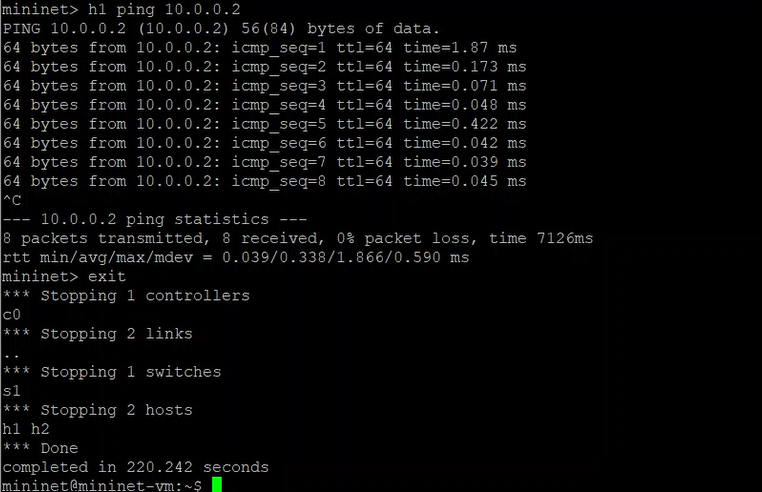 mininet> h1 ping 10.0.0.2
PING 10.0.0.2 (10.0.0.2) 56(84) bytes of data.
64 bytes from 10.0.0.2: icmp_seq=1 ttl=64 time=1.87 ms
64 bytes from 10.0.0.2: icmp_seq=2 ttl=64 time=0.173 ms
64 bytes from 10.0.0.2: icmp_seq=3 ttl=64 time=0.071 ms
64 bytes from 10.0.0.2: icmp_seq=4 ttl=64 time=0.048 ms
64 bytes from 10.0.0.2: icmp_seq=5 ttl=64 time=0.422 ms
64 bytes from 10.0.0.2: icmp_seq=6 ttl=64 time=0.042 ms
64 bytes from 10.0.0.2: icmp_seq=7 ttl=64 time=0.039 ms
64 bytes from 10.0.0.2: icmp_seq=8 ttl=64 time=0.045 ms
^C
--- 10.0.0.2 ping statistics ---
8 packets transmitted, 8 received, 0% packet loss, time 7126ms
rtt min/avg/max/mdev = 0.039/0.338/1.866/0.590 ms
mininet> exit
*** Stopping 1 controllers
c0
*** Stopping 2 links
..
*** Stopping 1 switches
s1
*** Stopping 2 hosts
h1 h2
*** Done
completed in 220.242 seconds
mininet@mininet-vm:~$